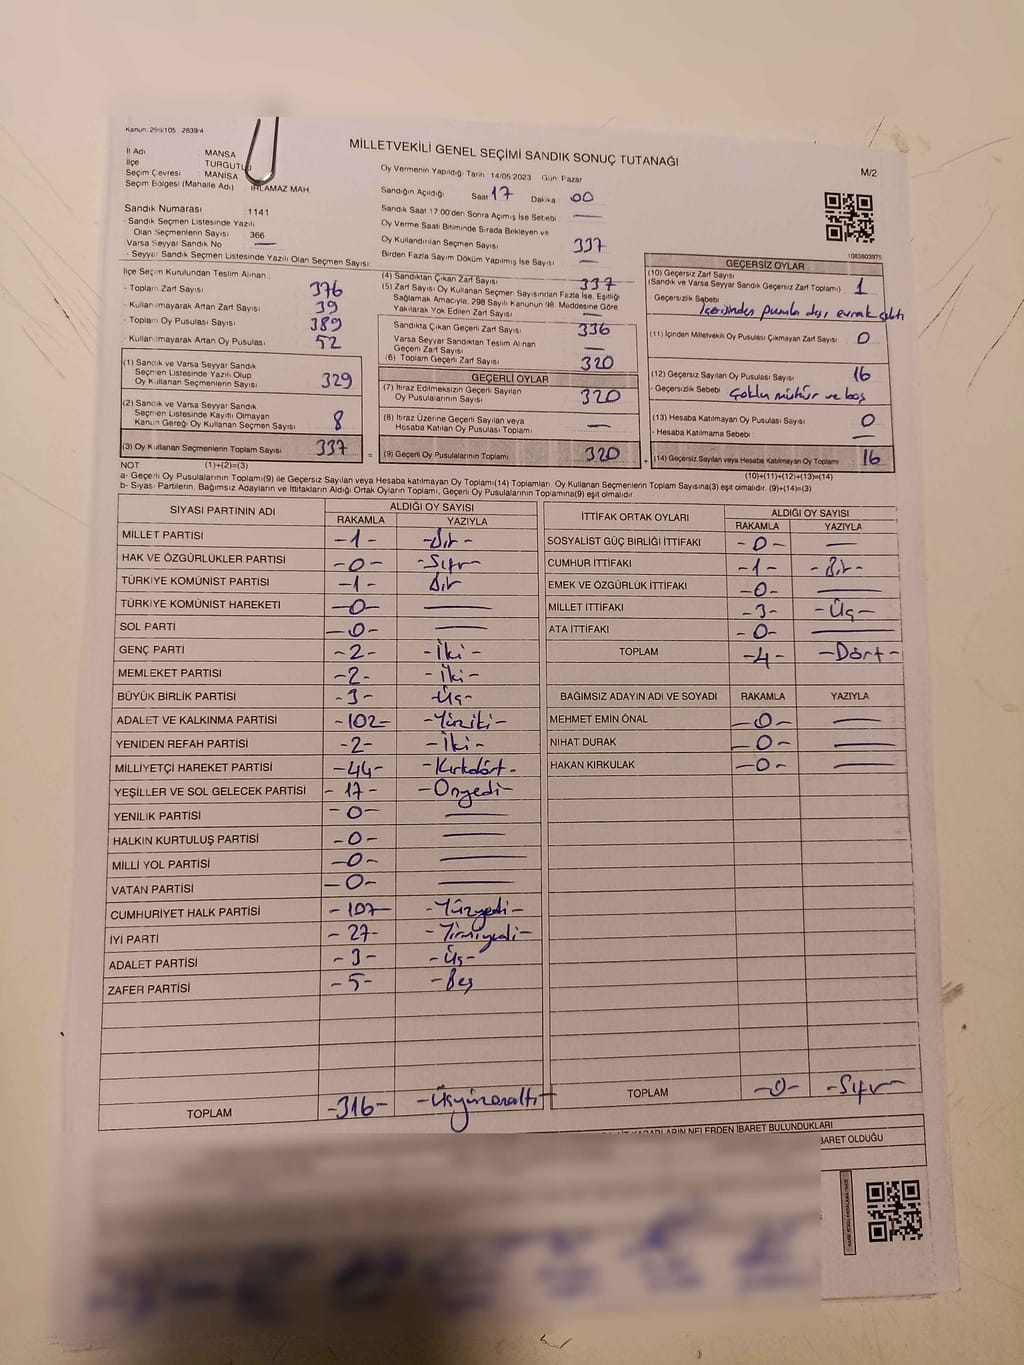 Kanun: 298/105, 2839/4
MİLLETVEKİLİ GENEL SEÇİMİ SANDIK SONUÇ TUTANAĞI
M/2
İl Adı : MANİSA
İlçe : TURGUTLU
Seçim Çevresi : MANİSA
Seçim Bölgesi (Mahalle Adı) : IRLAMAZ MAH.
Oy Vermenin Yapıldığı Tarih: 14/05/2023 Gün: Pazar
Sandığın Açıldığı Saat 17 Dakika 00
Sandık Saat 17:00'den Sonra Açılmış İse Sebebi : —
Oy Verme Saati Bitiminde Sırada Bekleyen ve
Oy Kullandırılan Seçmen Sayısı : 337
Birden Fazla Sayım Döküm Yapılmış İse Sayısı : —
Sandık Numarası : 1141
- Sandık Seçmen Listesinde Yazılı
Olan Seçmenlerin Sayısı : 366
Varsa Seyyar Sandık No : —
- Seyyar Sandık Seçmen Listesinde Yazılı Olan Seçmen Sayısı:
İlçe Seçim Kurulundan Teslim Alınan :
- Toplam Zarf Sayısı : 376
- Kullanılmayarak Artan Zarf Sayısı : 39
- Toplam Oy Pusulası Sayısı : 389
- Kullanılmayarak Artan Oy Pusulası : 52
(1) Sandık ve Varsa Seyyar Sandık
Seçmen Listesinde Yazılı Olup
Oy Kullanan Seçmenlerin Sayısı : 329
(2) Sandık ve Varsa Seyyar Sandık
Seçmen Listesinde Kayıtlı Olmayan
Kanun Gereği Oy Kullanan Seçmen Sayısı : 8
(3) Oy Kullanan Seçmenlerin Toplam Sayısı : 337
(4) Sandıktan Çıkan Zarf Sayısı : 337
(5) Zarf Sayısı Oy Kullanan Seçmen Sayısından Fazla İse, Eşitliği
Sağlamak Amacıyla, 298 Sayılı Kanunun 98. Maddesine Göre
Yakılarak Yok Edilen Zarf Sayısı : —
Sandıkta Çıkan Geçerli Zarf Sayısı : 336
Varsa Seyyar Sandıktan Teslim Alınan
Geçerli Zarf Sayısı : —
(6) Toplam Geçerli Zarf Sayısı : 320
GEÇERLİ OYLAR
(7) İtiraz Edilmeksizin Geçerli Sayılan
Oy Pusulalarının Sayısı : 320
(8) İtiraz Üzerine Geçerli Sayılan veya
Hesaba Katılan Oy Pusulası Toplamı : —
= (9) Geçerli Oy Pusulalarının Toplamı : 320
1083803975
GEÇERSİZ OYLAR
(10) Geçersiz Zarf Sayısı
(Sandık ve Varsa Seyyar Sandık Geçersiz Zarf Toplamı) : 1
- Geçersizlik Sebebi :
İçerisinden pusula dışı evrak çıktı
(11) İçinden Milletvekili Oy Pusulası Çıkmayan Zarf Sayısı : 0
(12) Geçersiz Sayılan Oy Pusulası Sayısı : 16
- Geçersizlik Sebebi : Çoklu mühür ve boş
(13) Hesaba Katılmayan Oy Pusulası Sayısı : 0
- Hesaba Katılmama Sebebi : —
+ (14) Geçersiz Sayılan veya Hesaba Katılmayan Oy Toplamı : 16
NOT: (1)+(2)=(3) (10)+(11)+(12)+(13)=(14)
a- Geçerli Oy Pusulalarının Toplamı(9) ile Geçersiz Sayılan veya Hesaba katılmayan Oy Toplamı(14) Toplamları, Oy Kullanan Seçmenlerin Toplam Sayısına(3) eşit olmalıdır. (9)+(14)=(3)
b- Siyasi Partilerin, Bağımsız Adayların ve İttifakların Aldığı Ortak Oyların Toplamı, Geçerli Oy Pusulalarının Toplamına(9) eşit olmalıdır.
SİYASİ PARTİNİN ADI ALDIĞI OY SAYISI
RAKAMLA YAZIYLA
MİLLET PARTİSİ -1- -Bir-
HAK VE ÖZGÜRLÜKLER PARTİSİ -0- -Sıfır-
TÜRKİYE KOMÜNİST PARTİSİ -1- Bir
TÜRKİYE KOMÜNİST HAREKETİ -0- —
SOL PARTİ -0- —
GENÇ PARTİ -2- -İki-
MEMLEKET PARTİSİ -2- -İki-
BÜYÜK BİRLİK PARTİSİ -3- -Üç-
ADALET VE KALKINMA PARTİSİ -102- -Yüziki-
YENİDEN REFAH PARTİSİ -2- -İki-
MİLLİYETÇİ HAREKET PARTİSİ -44- -Kırkdört-
YEŞİLLER VE SOL GELECEK PARTİSİ -17- -Onyedi-
YENİLİK PARTİSİ -0- —
HALKIN KURTULUŞ PARTİSİ -0- —
MİLLİ YOL PARTİSİ -0- —
VATAN PARTİSİ -0- —
CUMHURİYET HALK PARTİSİ -107- -Yüzyedi-
İYİ PARTİ -27- -Yirmiyedi-
ADALET PARTİSİ -3- -Üç-
ZAFER PARTİSİ -5- -Beş
TOPLAM -316- -Üçyüzonaltı-
İTTİFAK ORTAK OYLARI ALDIĞI OY SAYISI
RAKAMLA YAZIYLA
SOSYALİST GÜÇ BİRLİĞİ İTTİFAKI -0- —
CUMHUR İTTİFAKI -1- -Bir-
EMEK VE ÖZGÜRLÜK İTTİFAKI -0- —
MİLLET İTTİFAKI -3- -Üç-
ATA İTTİFAKI -0- —
TOPLAM -4- -Dört-
BAĞIMSIZ ADAYIN ADI VE SOYADI RAKAMLA YAZIYLA
MEHMET EMİN ÖNAL -0- —
NİHAT DURAK -0- —
HAKAN KIRKULAK -0- —
TOPLAM -0- -Sıfır-
KARARLARIN NELERDEN İBARET BULUNDUKLARI
İBARET OLDUĞU